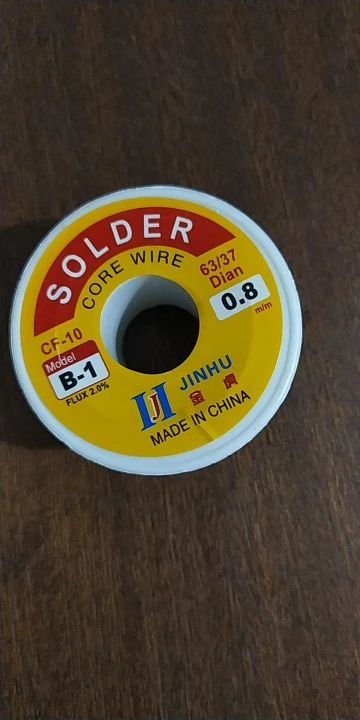 SOLDER
CORE WIRE
63/37
Dian
0.8
m/m
CF-10
Model
B-1
FLUX 2.0%
JINHU
金虎
MADE IN CHINA